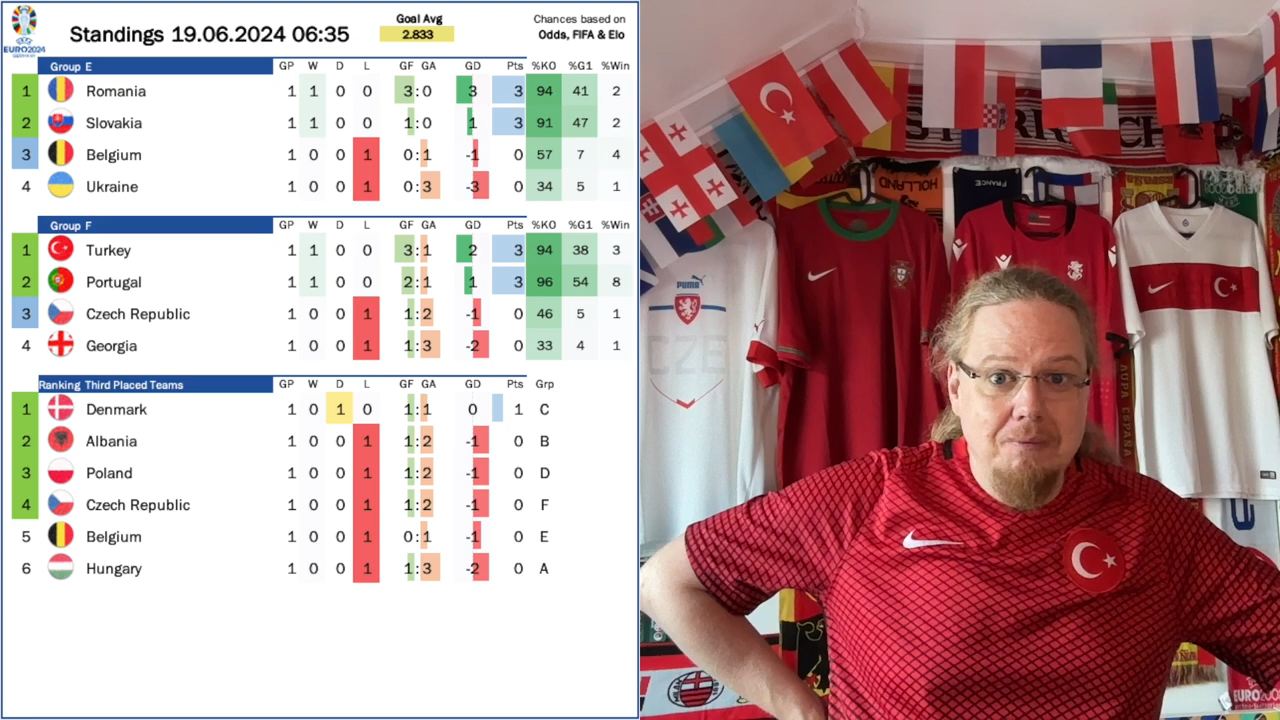 EURO2024
Standings 19.06.2024 06:35
Goal Avg
2.833
Chances based on
Odds, FIFA & Elo
Group E GP W D L GF GA GD Pts %KO %G1 %Win
1 Romania 1 1 0 0 3:0 3 3 94 41 2
2 Slovakia 1 1 0 0 1:0 1 3 91 47 2
3 Belgium 1 0 0 1 0:1 -1 0 57 7 4
4 Ukraine 1 0 0 1 0:3 -3 0 34 5 1
Group F GP W D L GF GA GD Pts %KO %G1 %Win
1 Turkey 1 1 0 0 3:1 2 3 94 38 3
2 Portugal 1 1 0 0 2:1 1 3 96 54 8
3 Czech Republic 1 0 0 1 1:2 -1 0 46 5 1
4 Georgia 1 0 0 1 1:3 -2 0 33 4 1
Ranking Third Placed Teams GP W D L GF GA GD Pts Grp
1 Denmark 1 0 1 0 1:1 0 1 C
2 Albania 1 0 0 1 1:2 -1 0 B
3 Poland 1 0 0 1 1:2 -1 0 D
4 Czech Republic 1 0 0 1 1:2 -1 0 F
5 Belgium 1 0 0 1 0:1 -1 0 E
6 Hungary 1 0 0 1 1:3 -2 0 A
HOLLAND
FRANCE
PUMA
CZE
AUPA ESPAÑA
MILAN